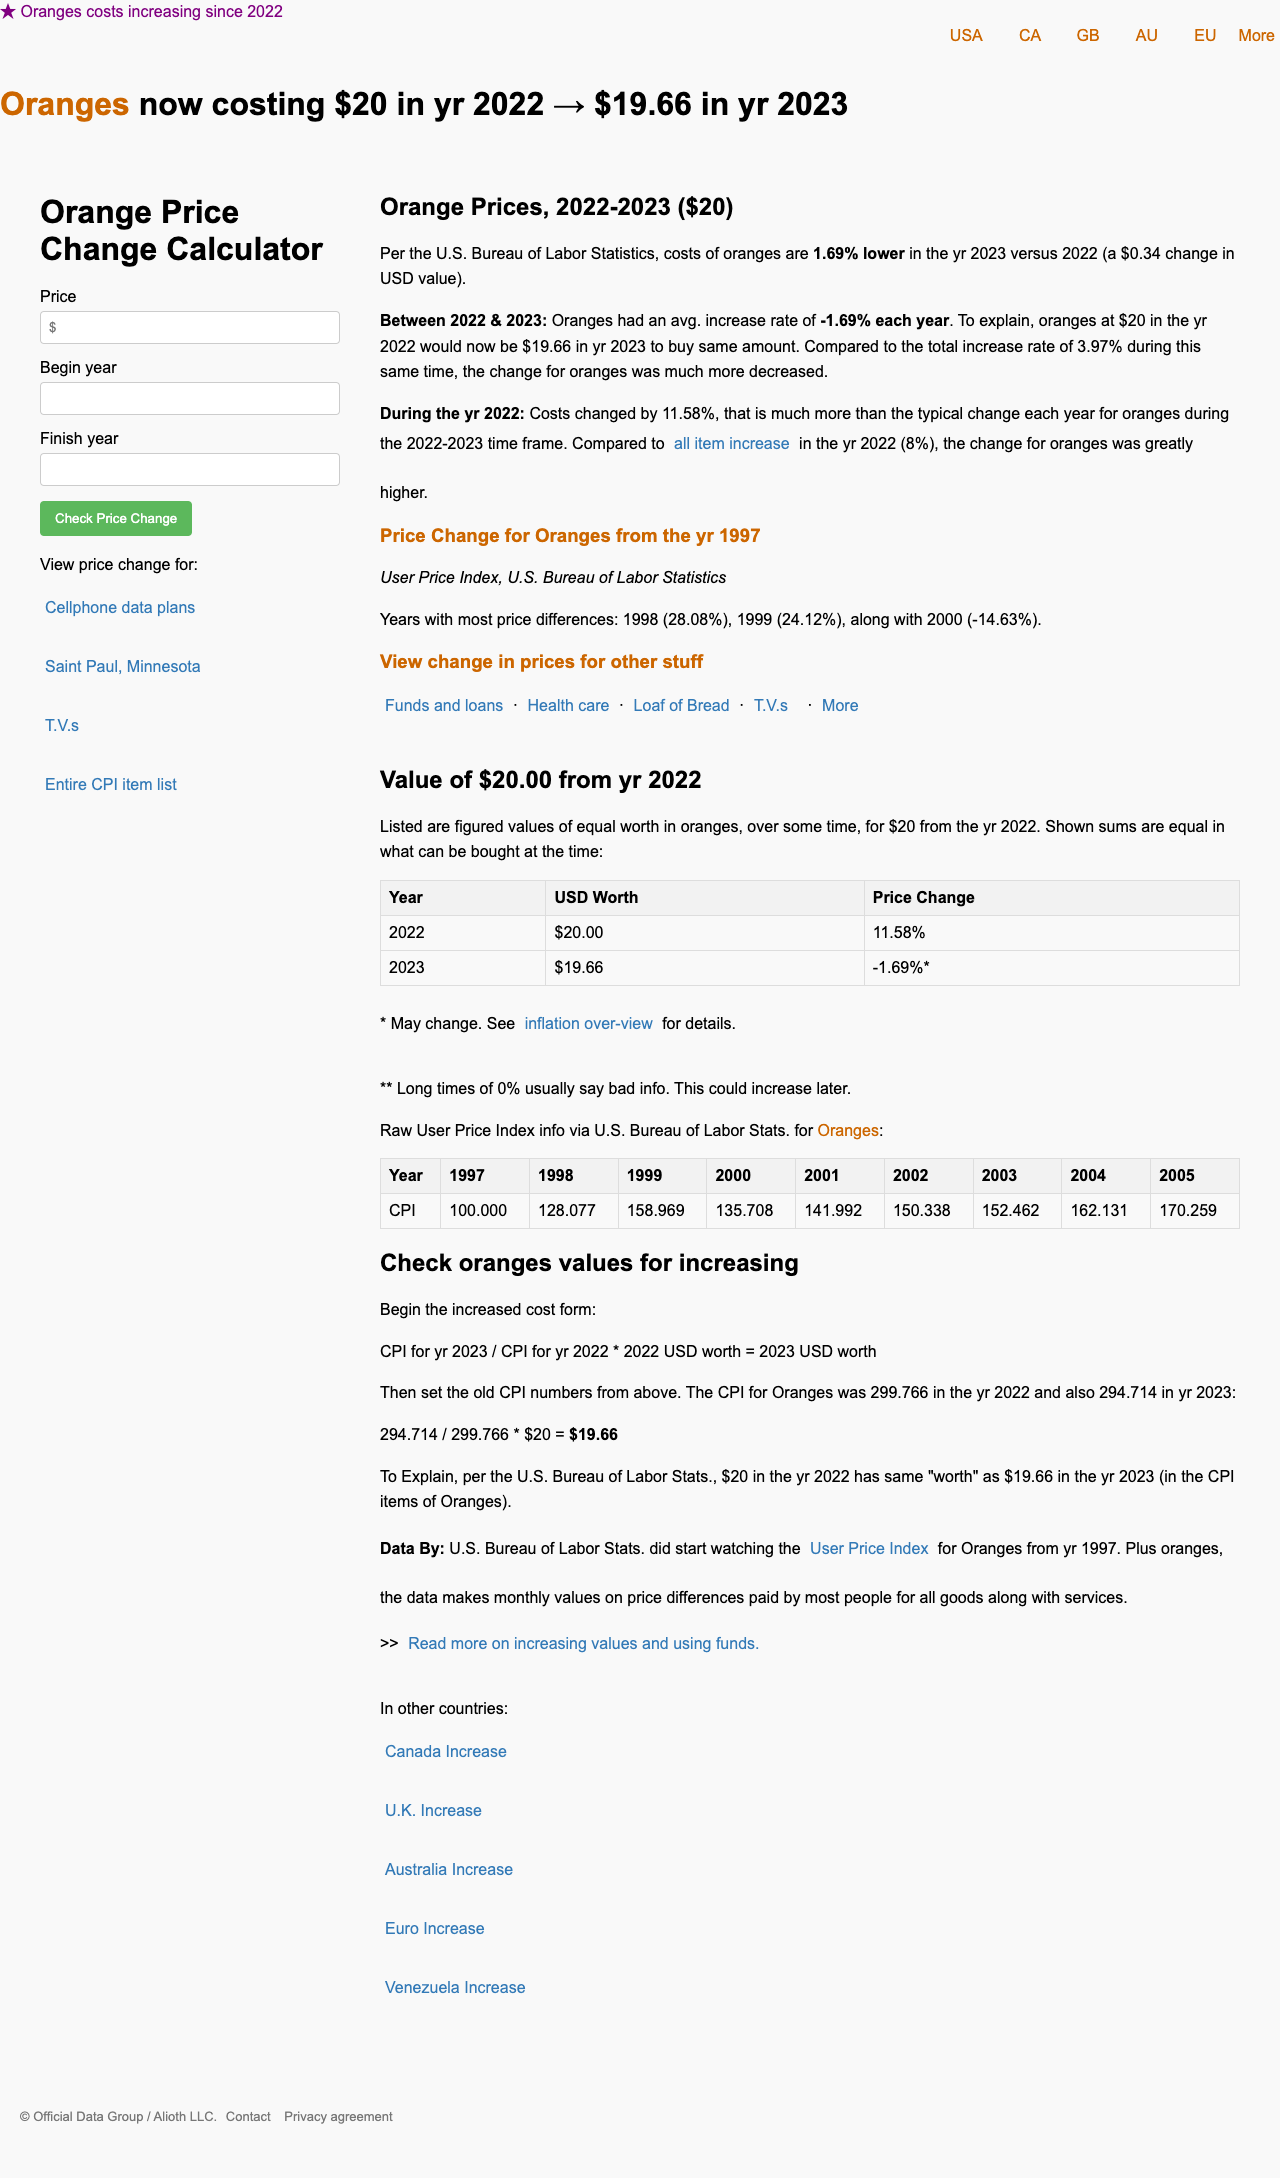 ★ Oranges costs increasing since 2022
USA CA GB AU EU More
Oranges now costing $20 in yr 2022 → $19.66 in yr 2023
Orange Price
Change Calculator
Price
$
Begin year
Finish year
Check Price Change
View price change for:
Cellphone data plans
Saint Paul, Minnesota
T.V.s
Entire CPI item list
Orange Prices, 2022-2023 ($20)
Per the U.S. Bureau of Labor Statistics, costs of oranges are 1.69% lower in the yr 2023 versus 2022 (a $0.34 change in
USD value).
Between 2022 & 2023: Oranges had an avg. increase rate of -1.69% each year. To explain, oranges at $20 in the yr
2022 would now be $19.66 in yr 2023 to buy same amount. Compared to the total increase rate of 3.97% during this
same time, the change for oranges was much more decreased.
During the yr 2022: Costs changed by 11.58%, that is much more than the typical change each year for oranges during
the 2022-2023 time frame. Compared to all item increase in the yr 2022 (8%), the change for oranges was greatly
higher.
Price Change for Oranges from the yr 1997
User Price Index, U.S. Bureau of Labor Statistics
Years with most price differences: 1998 (28.08%), 1999 (24.12%), along with 2000 (-14.63%).
View change in prices for other stuff
Funds and loans · Health care · Loaf of Bread · T.V.s · More
Value of $20.00 from yr 2022
Listed are figured values of equal worth in oranges, over some time, for $20 from the yr 2022. Shown sums are equal in
what can be bought at the time:
Year USD Worth Price Change
2022 $20.00 11.58%
2023 $19.66 -1.69%*
* May change. See inflation over-view for details.
** Long times of 0% usually say bad info. This could increase later.
Raw User Price Index info via U.S. Bureau of Labor Stats. for Oranges:
Year 1997 1998 1999 2000 2001 2002 2003 2004 2005
CPI 100.000 128.077 158.969 135.708 141.992 150.338 152.462 162.131 170.259
Check oranges values for increasing
Begin the increased cost form:
CPI for yr 2023 / CPI for yr 2022 * 2022 USD worth = 2023 USD worth
Then set the old CPI numbers from above. The CPI for Oranges was 299.766 in the yr 2022 and also 294.714 in yr 2023:
294.714 / 299.766 * $20 = $19.66
To Explain, per the U.S. Bureau of Labor Stats., $20 in the yr 2022 has same "worth" as $19.66 in the yr 2023 (in the CPI
items of Oranges).
Data By: U.S. Bureau of Labor Stats. did start watching the User Price Index for Oranges from yr 1997. Plus oranges,
the data makes monthly values on price differences paid by most people for all goods along with services.
>> Read more on increasing values and using funds.
In other countries:
Canada Increase
U.K. Increase
Australia Increase
Euro Increase
Venezuela Increase
© Official Data Group / Alioth LLC. Contact Privacy agreement